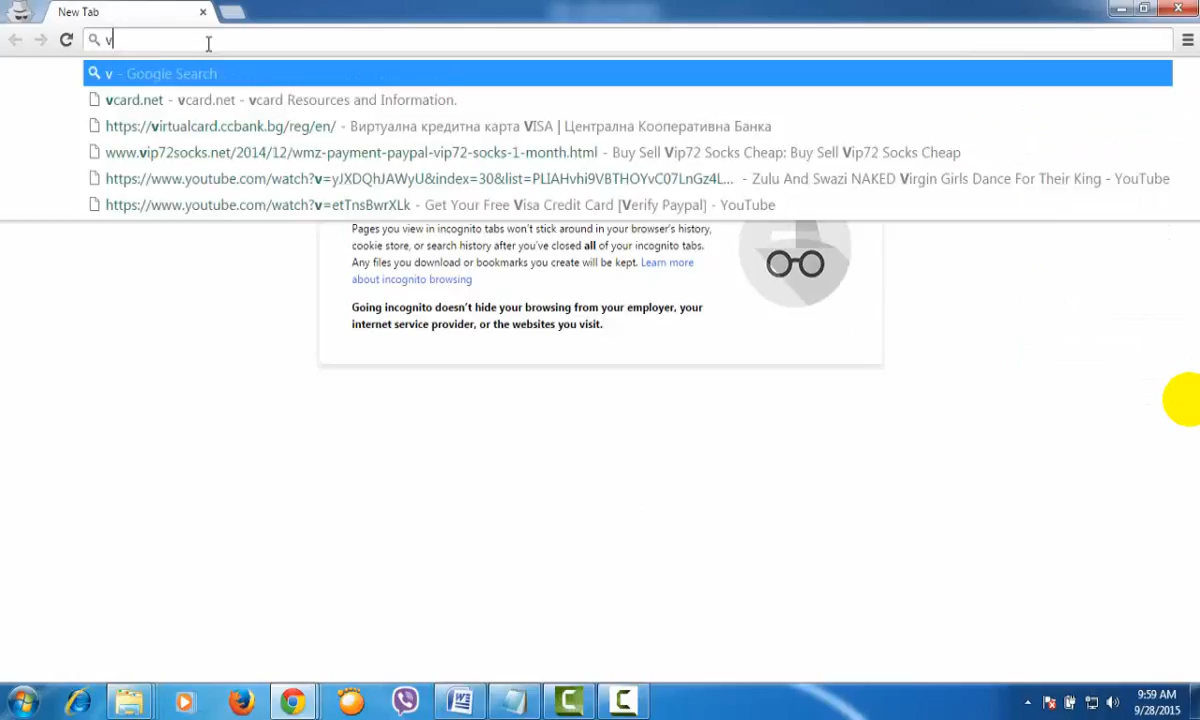 New Tab
v
v - Google Search
vcard.net - vcard.net - vcard Resources and Information.
https://virtualcard.ccbank.bg/reg/en/ - Виртуална кредитна карта VISA | Централна Кооперативна Банка
www.vip72socks.net/2014/12/wmz-payment-paypal-vip72-socks-1-month.html - Buy Sell Vip72 Socks Cheap: Buy Sell Vip72 Socks Cheap
https://www.youtube.com/watch?v=yJXDQhJAWyU&index=30&list=PLIAHvhi9VBTHOYvC07LnGz4L... - Zulu And Swazi NAKED Virgin Girls Dance For Their King - YouTube
https://www.youtube.com/watch?v=etTnsBwrXLk - Get Your Free Visa Credit Card [Verify Paypal] - YouTube
Pages you view in incognito tabs won't stick around in your browser's history,
cookie store, or search history after you've closed all of your incognito tabs.
Any files you download or bookmarks you create will be kept. Learn more
about incognito browsing
Going incognito doesn't hide your browsing from your employer, your
internet service provider, or the websites you visit.
9:59 AM
9/28/2015